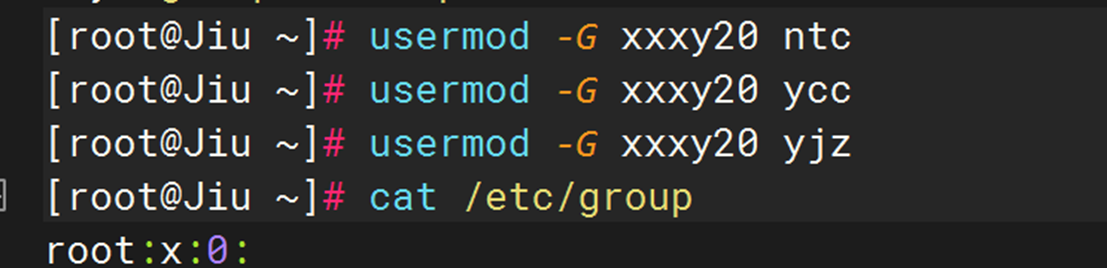 [root@Jiu ~]# usermod -G xxxy20 ntc
[root@Jiu ~]# usermod -G xxxy20 ycc
[root@Jiu ~]# usermod -G xxxy20 yjz
[root@Jiu ~]# cat /etc/group
root:x:0: